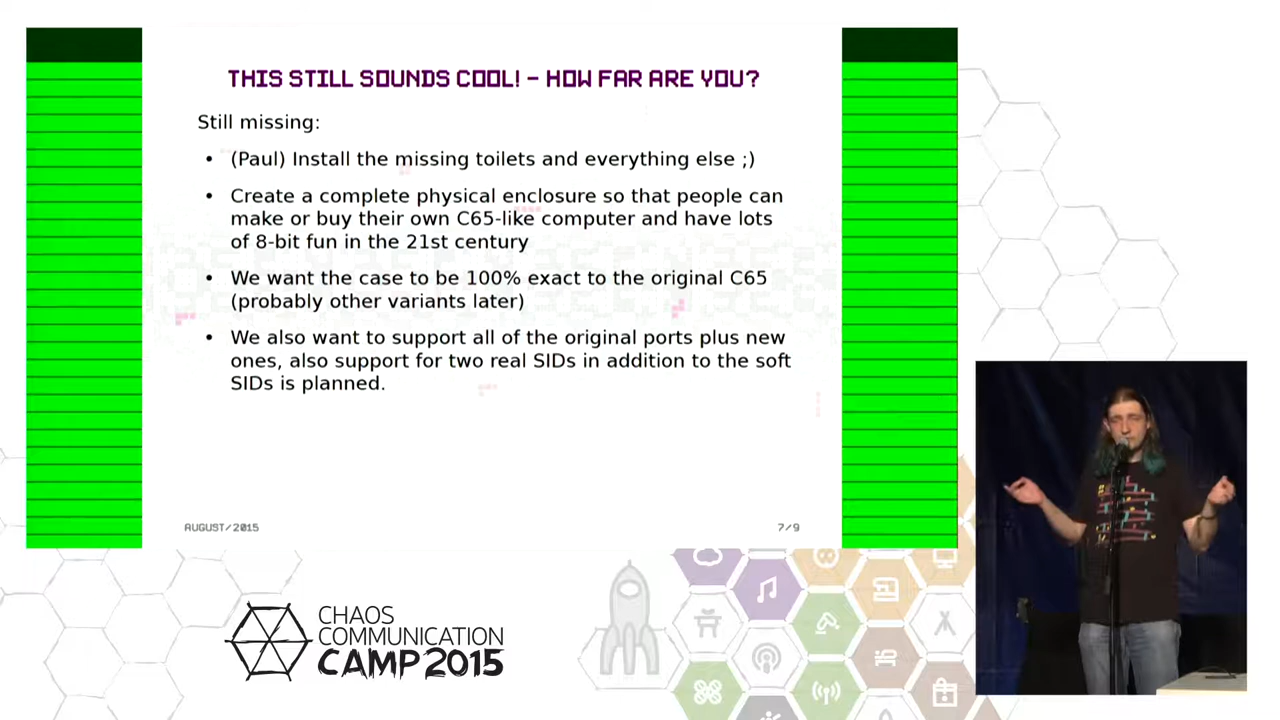 THIS STILL SOUNDS COOL! - HOW FAR ARE YOU?
Still missing:
• (Paul) Install the missing toilets and everything else ;)
• Create a complete physical enclosure so that people can
make or buy their own C65-like computer and have lots
of 8-bit fun in the 21st century
• We want the case to be 100% exact to the original C65
(probably other variants later)
• We also want to support all of the original ports plus new
ones, also support for two real SIDs in addition to the soft
SIDs is planned.
AUGUST/2015
7/9
CHAOS
COMMUNICATION
CAMP 2015